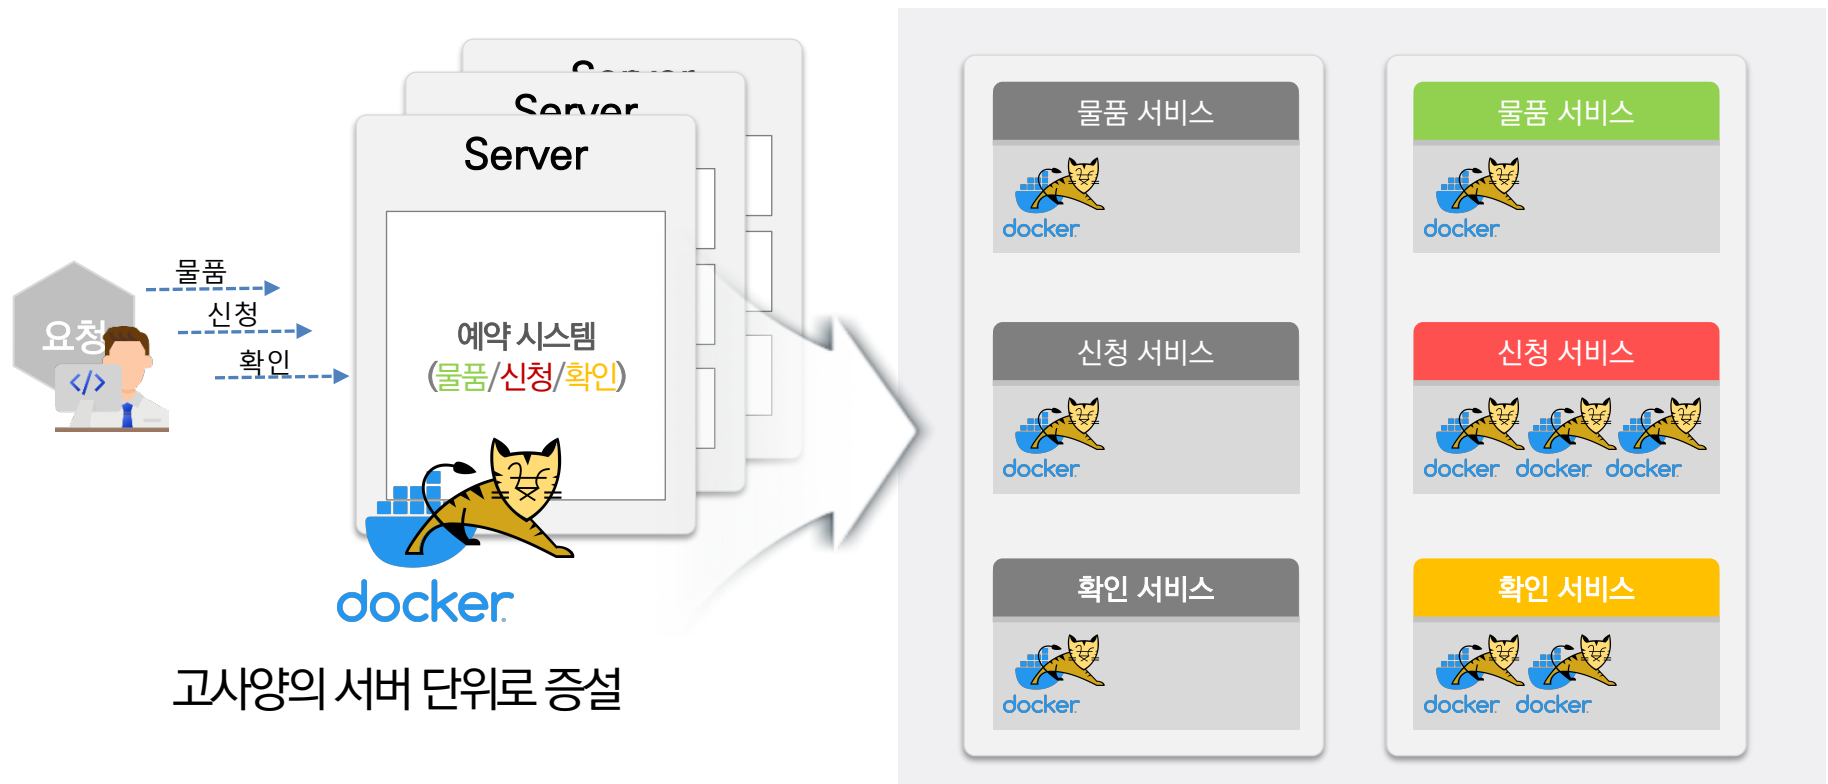 Server
Server
Server
요청
</>
물품
신청
확인
예약 시스템
(물품/신청/확인)
docker
고사양의 서버 단위로 증설
물품 서비스
docker
신청 서비스
docker
확인 서비스
docker
물품 서비스
docker
신청 서비스
docker docker docker
확인 서비스
docker docker